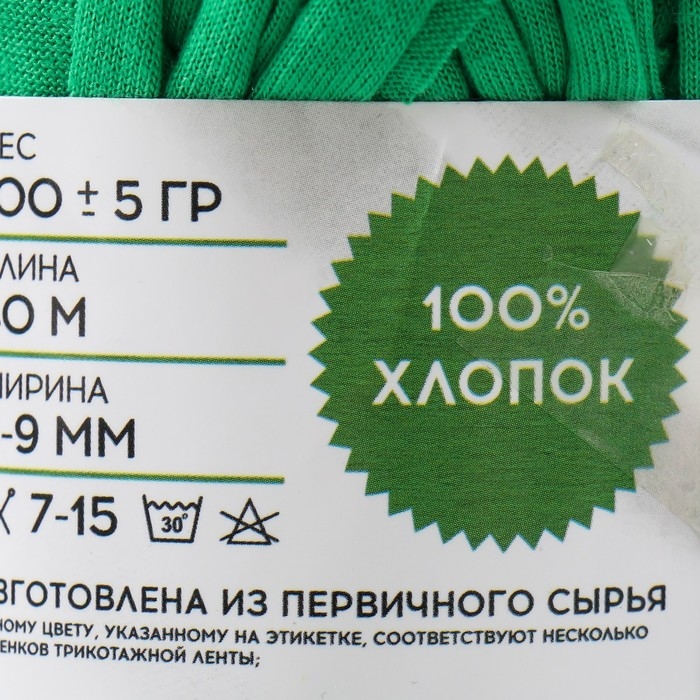 ЕС
00 ± 5 ГР
ЛИНА
0 М
ИРИНА
-9 ММ
7-15
30°
100%
ХЛОПОК
ЗГОТОВЛЕНА ИЗ ПЕРВИЧНОГО СЫРЬЯ
НОМУ ЦВЕТУ, УКАЗАННОМУ НА ЭТИКЕТКЕ, СООТВЕТСТВУЮТ НЕСКОЛЬКО
ЕНКОВ ТРИКОТАЖНОЙ ЛЕНТЫ;